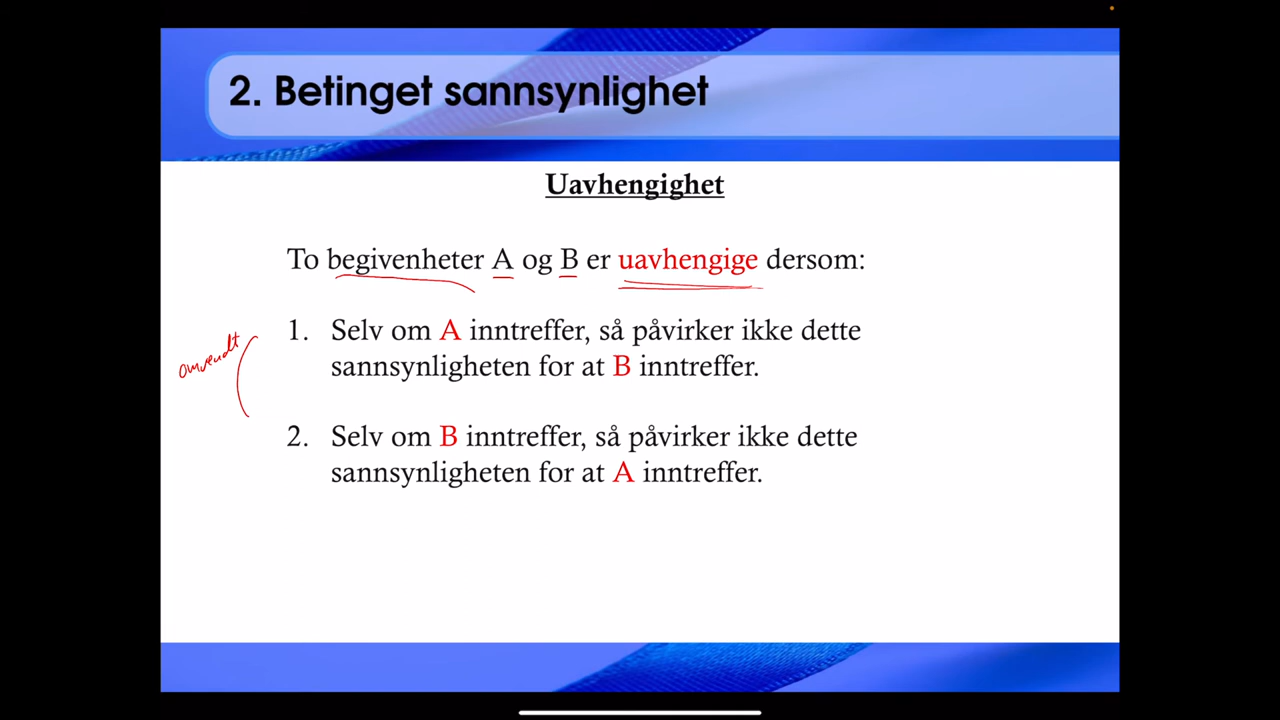 2. Betinget sannsynlighet
Uavhengighet
To begivenheter A og B er uavhengige dersom:
1. Selv om A inntreffer, så påvirker ikke dette
sannsynligheten for at B inntreffer.
omvendt
2. Selv om B inntreffer, så påvirker ikke dette
sannsynligheten for at A inntreffer.